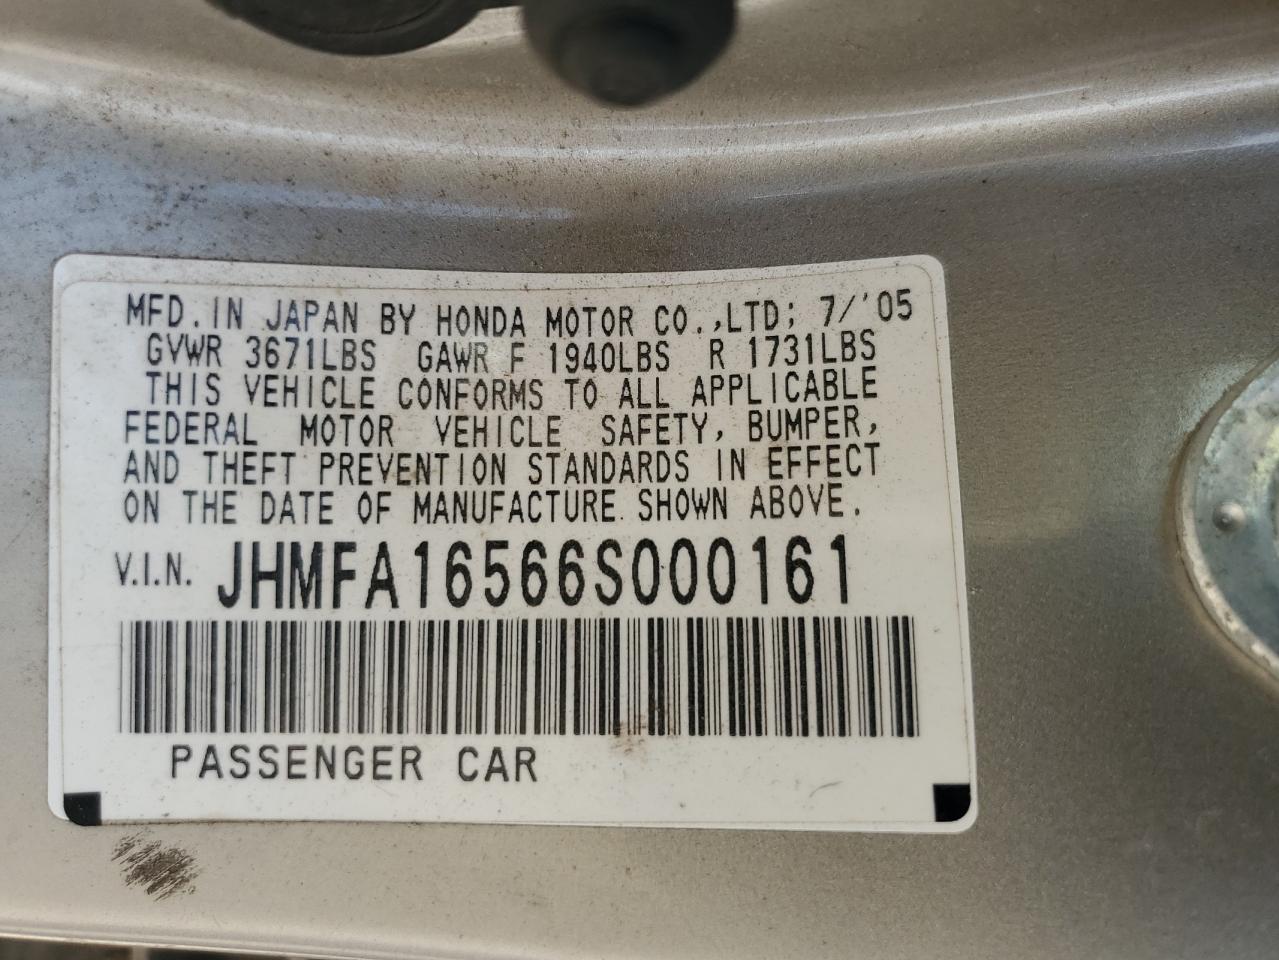 MFD. IN JAPAN BY HONDA MOTOR CO.,LTD; 7/'05
GVWR 3671LBS GAWR F 1940LBS R 1731LBS
THIS VEHICLE CONFORMS TO ALL APPLICABLE
FEDERAL MOTOR VEHICLE SAFETY, BUMPER,
AND THEFT PREVENTION STANDARDS IN EFFECT
ON THE DATE OF MANUFACTURE SHOWN ABOVE.
V.I.N. JHMFA16566S000161
PASSENGER CAR